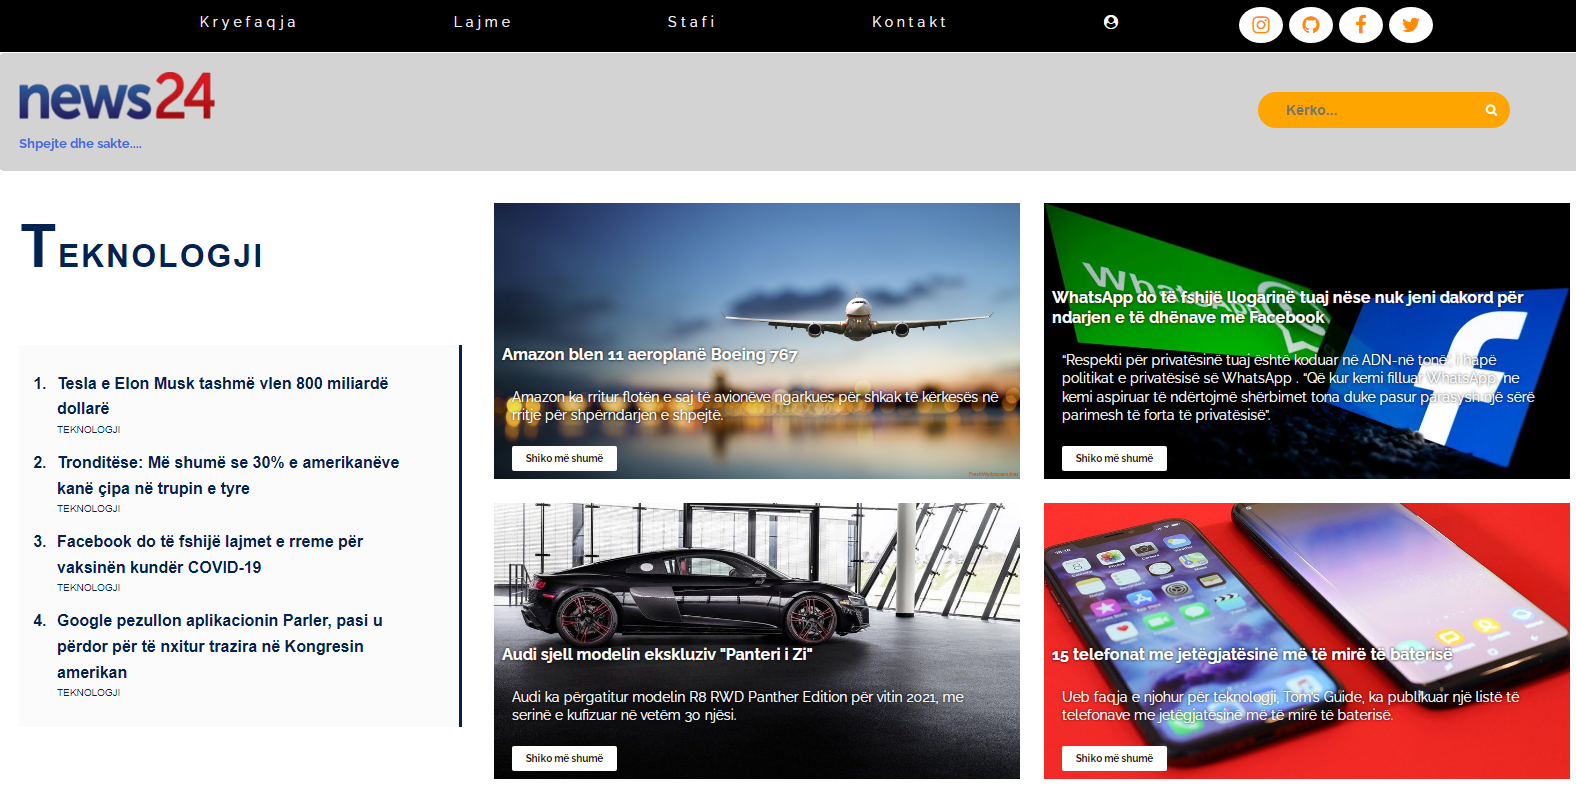 Kryefaqja
Lajme
Stafi
Kontakt
news24
Shpejte dhe sakte....
Kërko...
TEKNOLOGJI
1. Tesla e Elon Musk tashmë vlen 800 miliardë
dollarë
TEKNOLOGJI
2. Tronditëse: Më shumë se 30% e amerikanëve
kanë çipa në trupin e tyre
TEKNOLOGJI
3. Facebook do të fshijë lajmet e rreme për
vaksinën kundër COVID-19
TEKNOLOGJI
4. Google pezullon aplikacionin Parler, pasi u
përdor për të nxitur trazira në Kongresin
amerikan
TEKNOLOGJI
Amazon blen 11 aeroplanë Boeing 767
Amazon ka rritur flotën e saj të avionëve ngarkues për shkak të kërkesës në
rritje për shpërndarjen e shpejtë.
Shiko më shumë
WhatsApp
WhatsApp do të fshijë llogarinë tuaj nëse nuk jeni dakord për
ndarjen e të dhënave me Facebook
"Respekti për privatësinë tuaj është koduar në ADN-në tonë", i hapë
politikat e privatësisë së WhatsApp . "Që kur kemi filluar WhatsApp, ne
kemi aspiruar të ndërtojmë shërbimet tona duke pasur parasysh një sërë
parimesh të forta të privatësisë".
Shiko më shumë
Audi sjell modelin ekskluziv "Panteri i Zi"
Audi ka përgatitur modelin R8 RWD Panther Edition për vitin 2021, me
serinë e kufizuar në vetëm 30 njësi.
Shiko më shumë
15 telefonat me jetëgjatësinë më të mirë të baterisë
Ueb faqja e njohur për teknologji, Tom's Guide, ka publikuar një listë të
telefonave me jetëgjatësinë më të mirë të baterisë.
Shiko më shumë